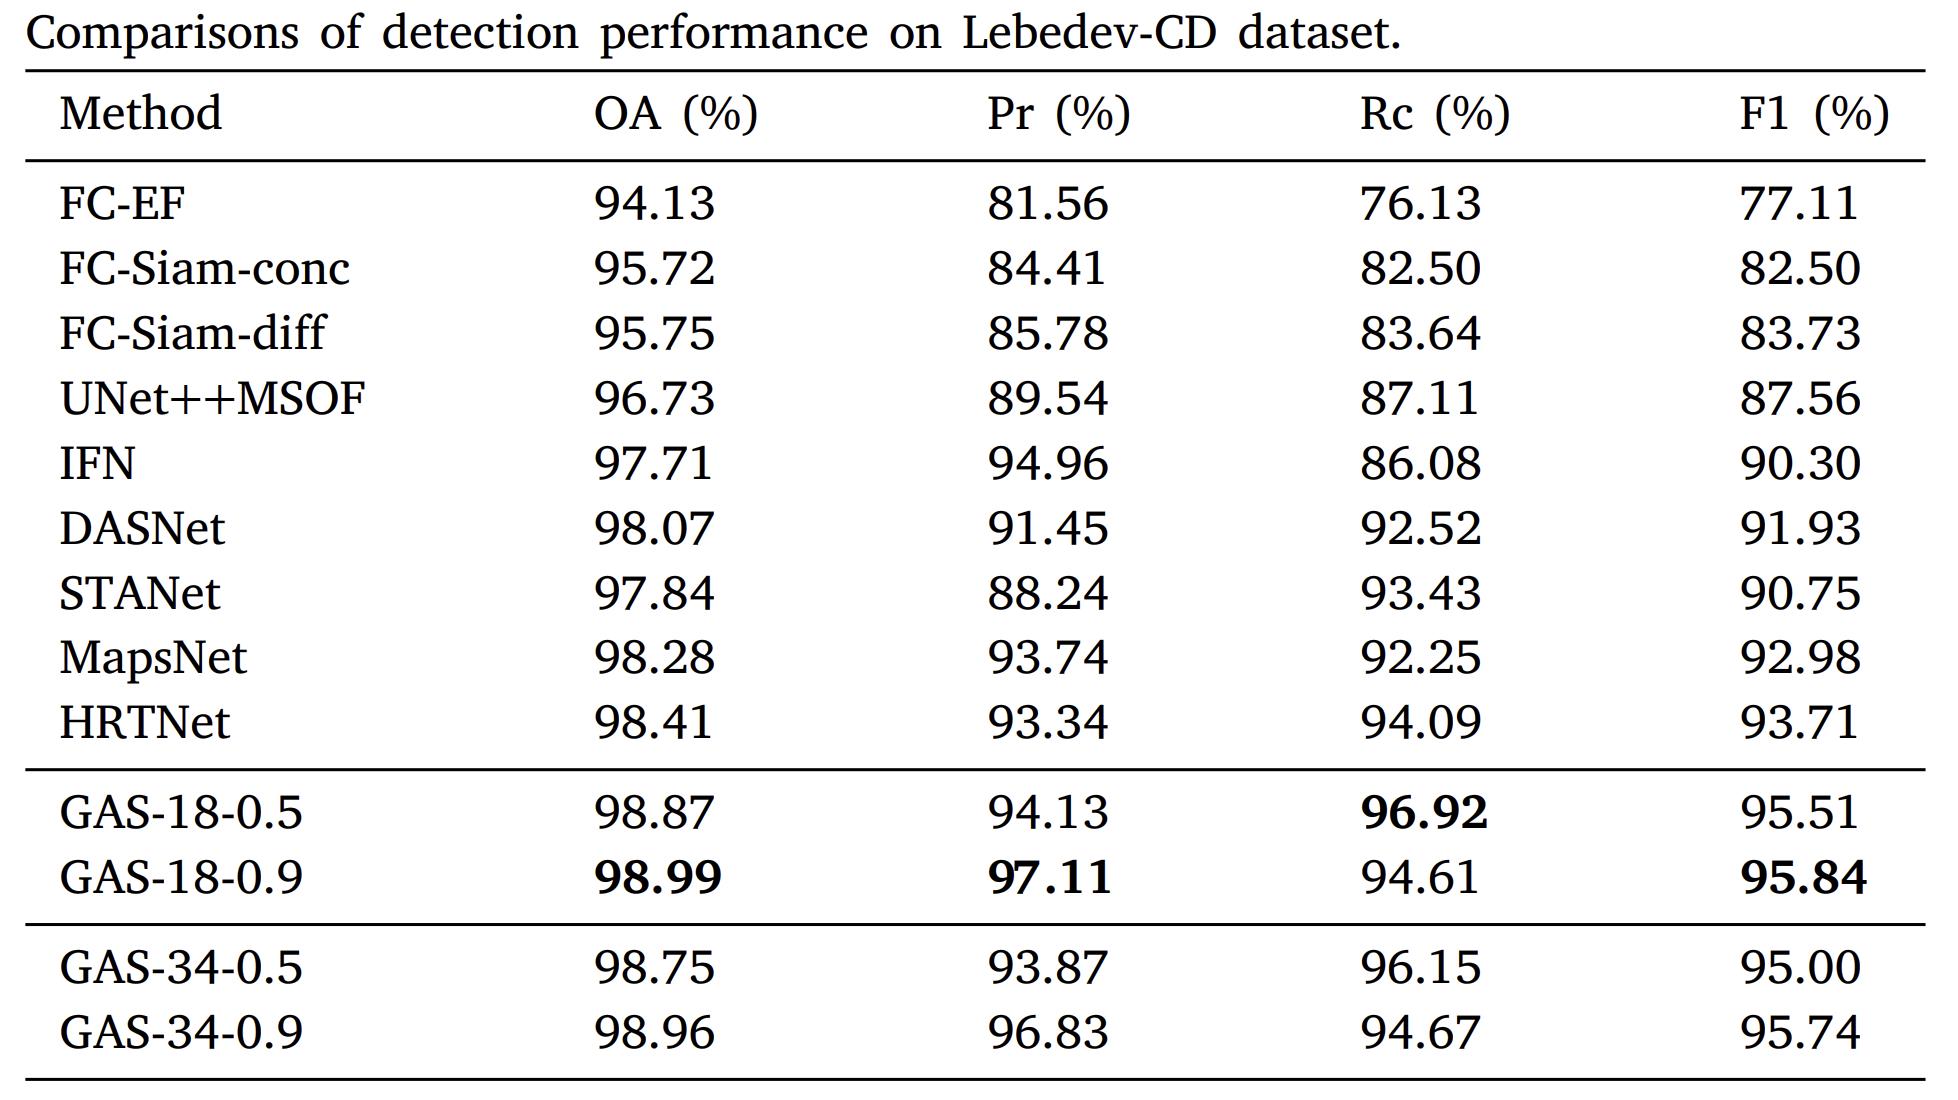 Comparisons of detection performance on Lebedev-CD dataset.
Method OA (%) Pr (%) Rc (%) F1 (%)
FC-EF 94.13 81.56 76.13 77.11
FC-Siam-conc 95.72 84.41 82.50 82.50
FC-Siam-diff 95.75 85.78 83.64 83.73
UNet++MSOF 96.73 89.54 87.11 87.56
IFN 97.71 94.96 86.08 90.30
DASNet 98.07 91.45 92.52 91.93
STANet 97.84 88.24 93.43 90.75
MapsNet 98.28 93.74 92.25 92.98
HRTNet 98.41 93.34 94.09 93.71
GAS-18-0.5 98.87 94.13 96.92 95.51
GAS-18-0.9 98.99 97.11 94.61 95.84
GAS-34-0.5 98.75 93.87 96.15 95.00
GAS-34-0.9 98.96 96.83 94.67 95.74